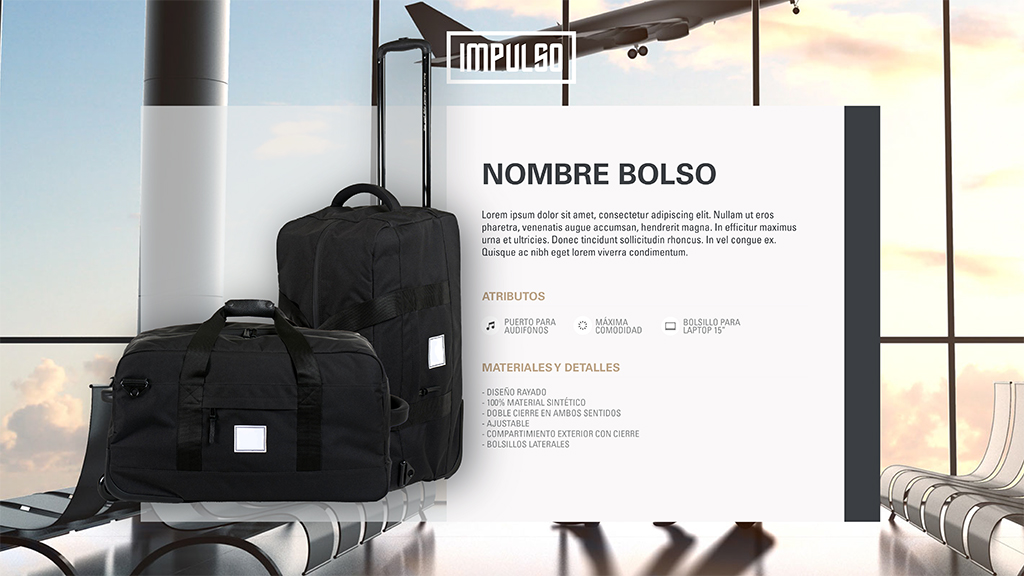 IMPULSO
NOMBRE BOLSO
Lorem ipsum dolor sit amet, consectetur adipiscing elit. Nullam ut eros
pharetra, venenatis augue accumsan, hendrerit magna. In efficitur maximus
urna et ultricies. Donec tincidunt sollicitudin rhoncus. In vel congue ex.
Quisque ac nibh eget lorem viverra condimentum.
ATRIBUTOS
PUERTO PARA
AUDÍFONOS
MÁXIMA
COMODIDAD
BOLSILLO PARA
LAPTOP 15"
MATERIALES Y DETALLES
- DISEÑO RAYADO
- 100% MATERIAL SINTÉTICO
- DOBLE CIERRE EN AMBOS SENTIDOS
- AJUSTABLE
- COMPARTIMIENTO EXTERIOR CON CIERRE
- BOLSILLOS LATERALES